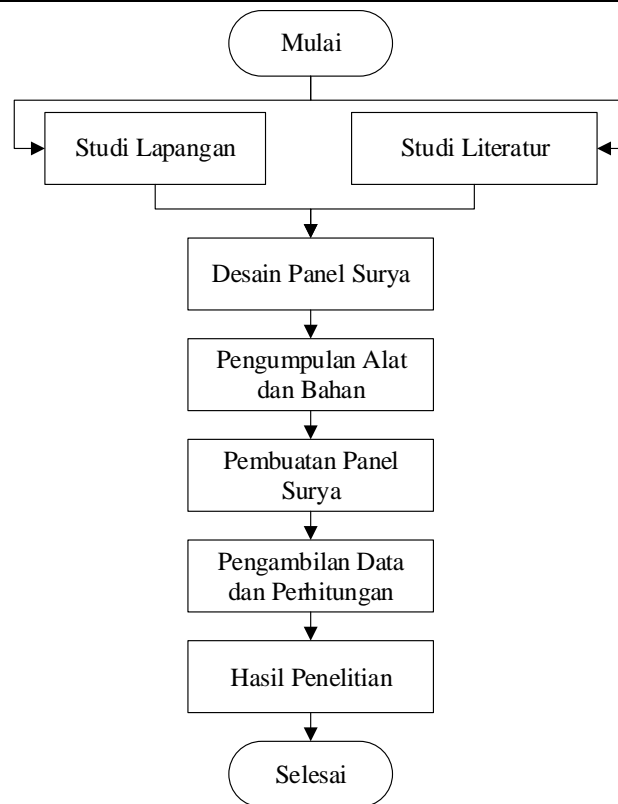 Mulai
Studi Lapangan
Studi Literatur
Desain Panel Surya
Pengumpulan Alat
dan Bahan
Pembuatan Panel
Surya
Pengambilan Data
dan Perhitungan
Hasil Penelitian
Selesai